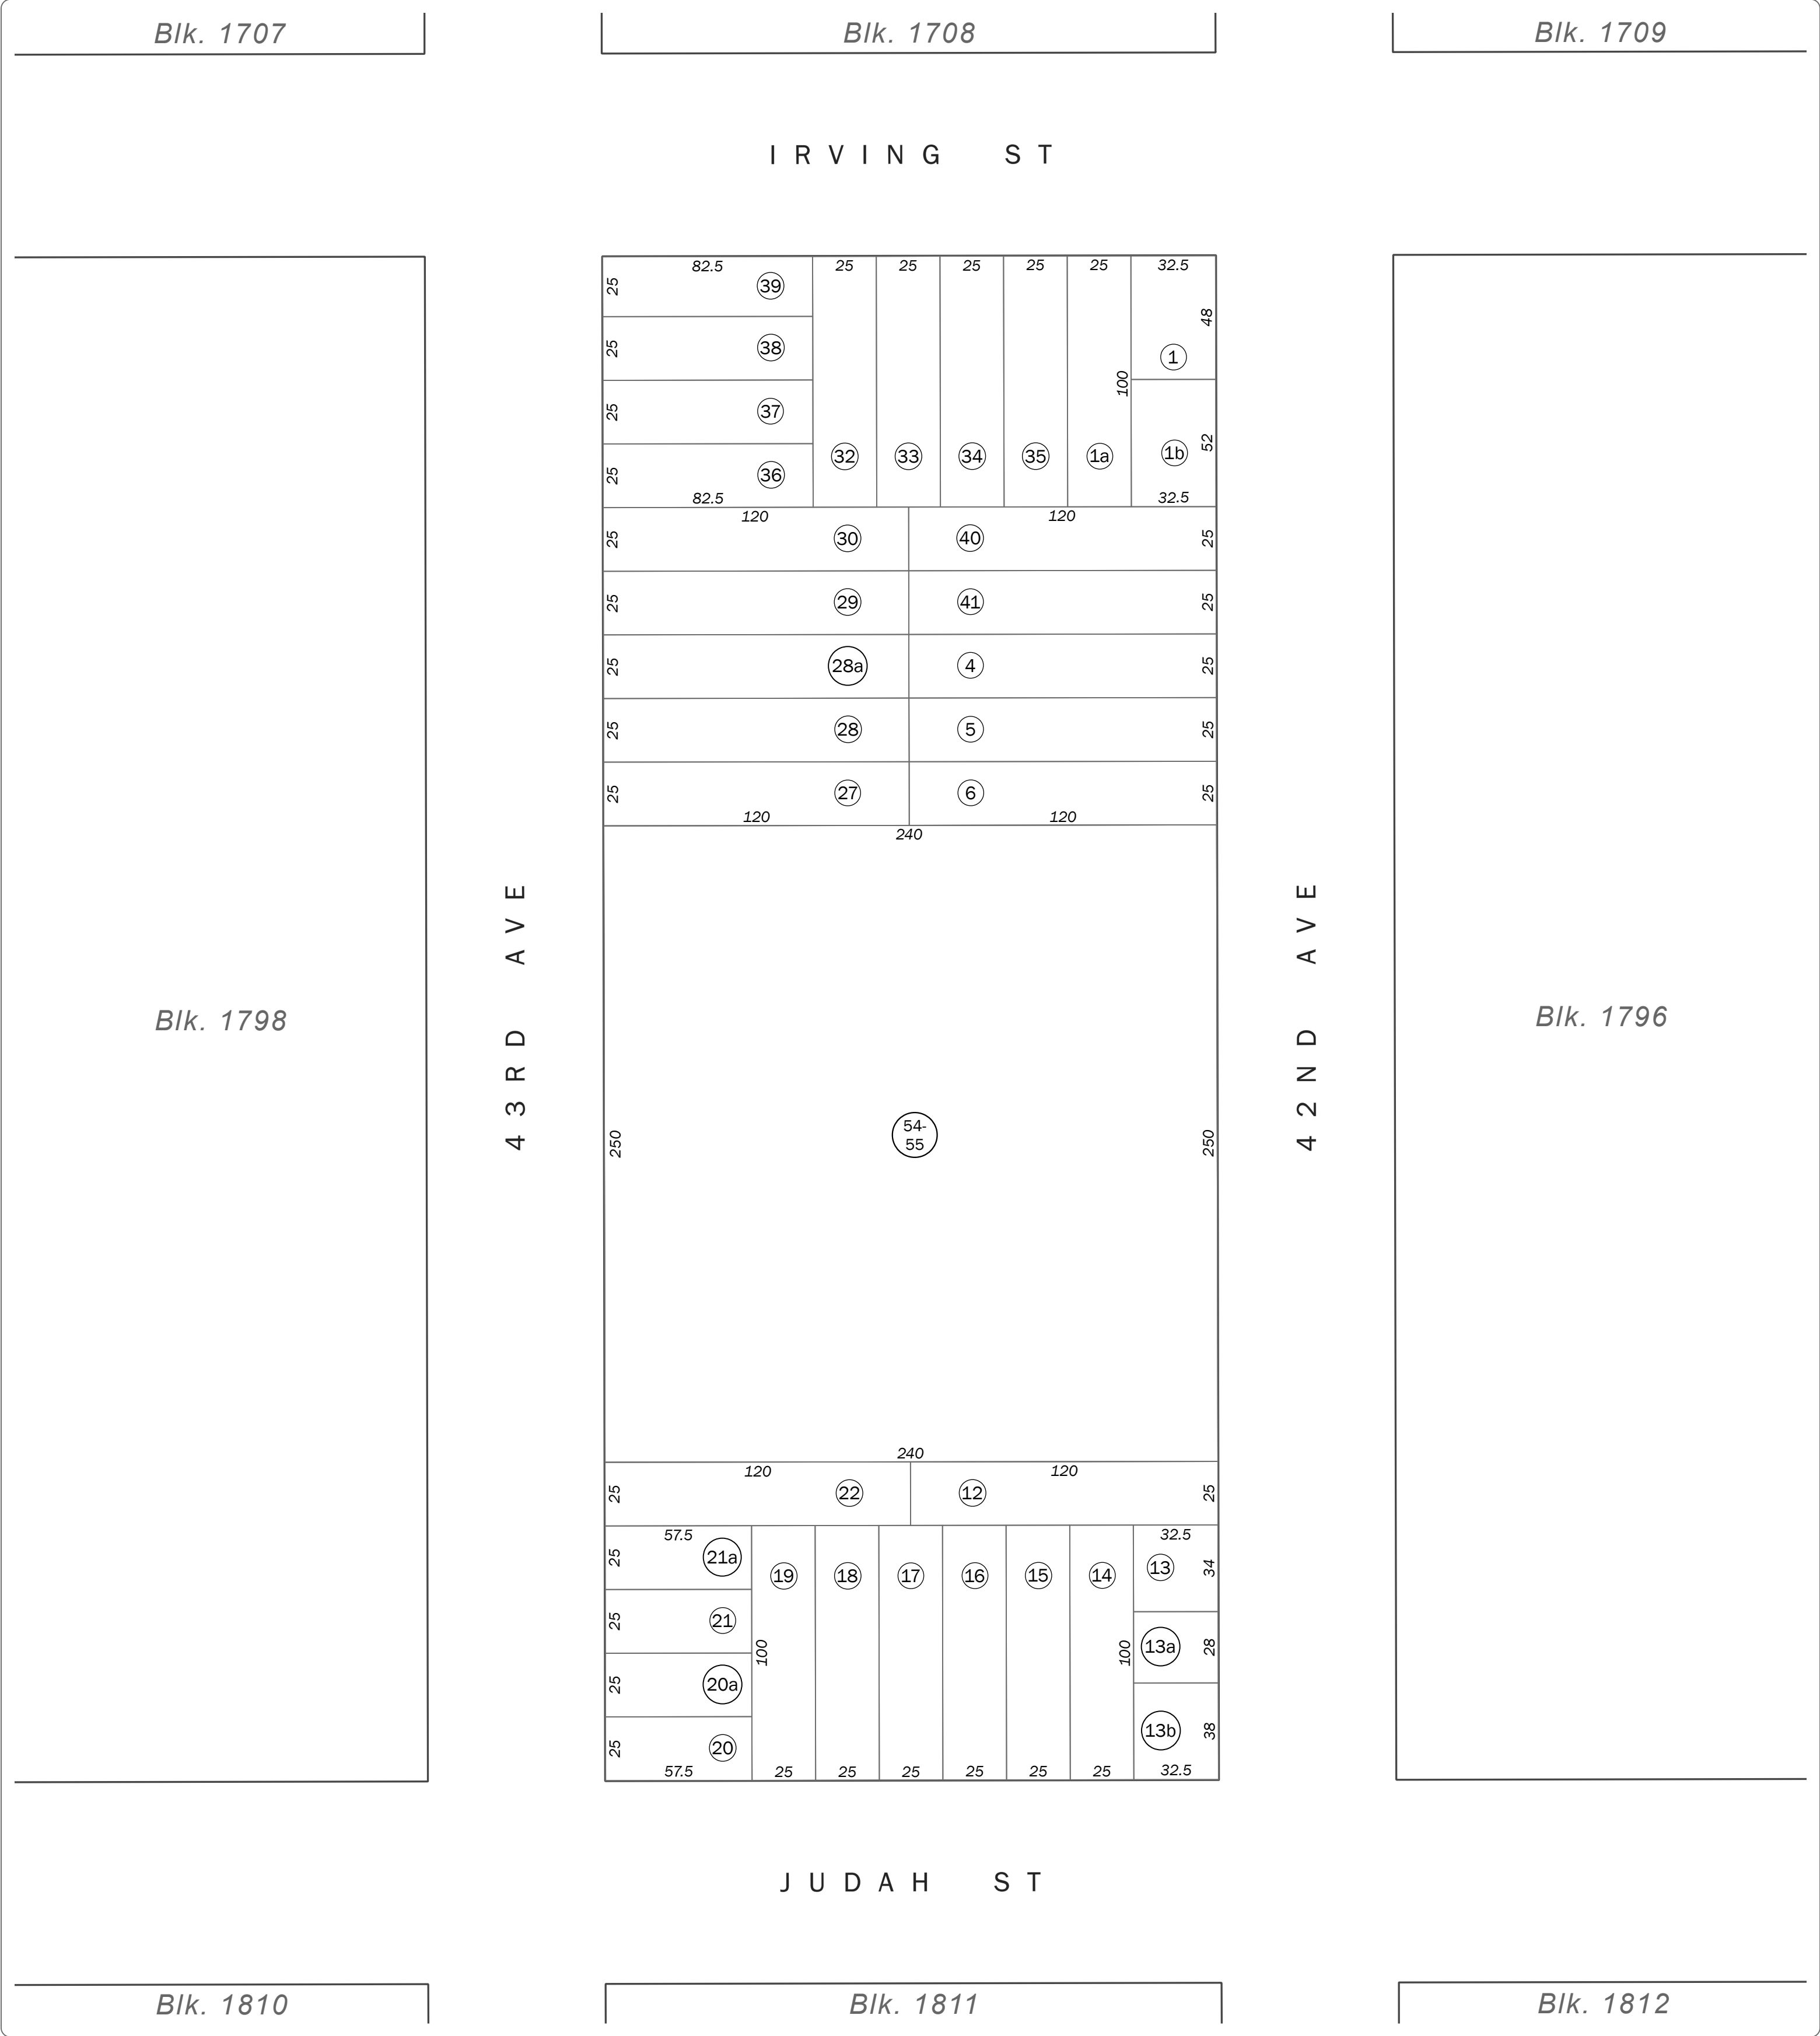 Blk. 1707
Blk. 1708
Blk. 1709
IRVING ST
82.5 25 25 25 25 25 32.5
25 39
48
25 38
1
100
25 37
52
32 33 34 35 1a 1b
25 36
82.5 32.5
120 120
25 30 40 25
25 29 41 25
25 28a 4 25
25 28 5 25
25 27 6 25
120 120
240
43RD AVE
42ND AVE
Blk. 1798
Blk. 1796
54-
55
250 250
240
120 120
25 22 12 25
57.5 32.5
25 21a
19 18 17 16 15 14 13 34
25 21
100 100
13a 28
25 20a
13b 38
25 20
57.5 25 25 25 25 25 25 32.5
JUDAH ST
Blk. 1810
Blk. 1811
Blk. 1812